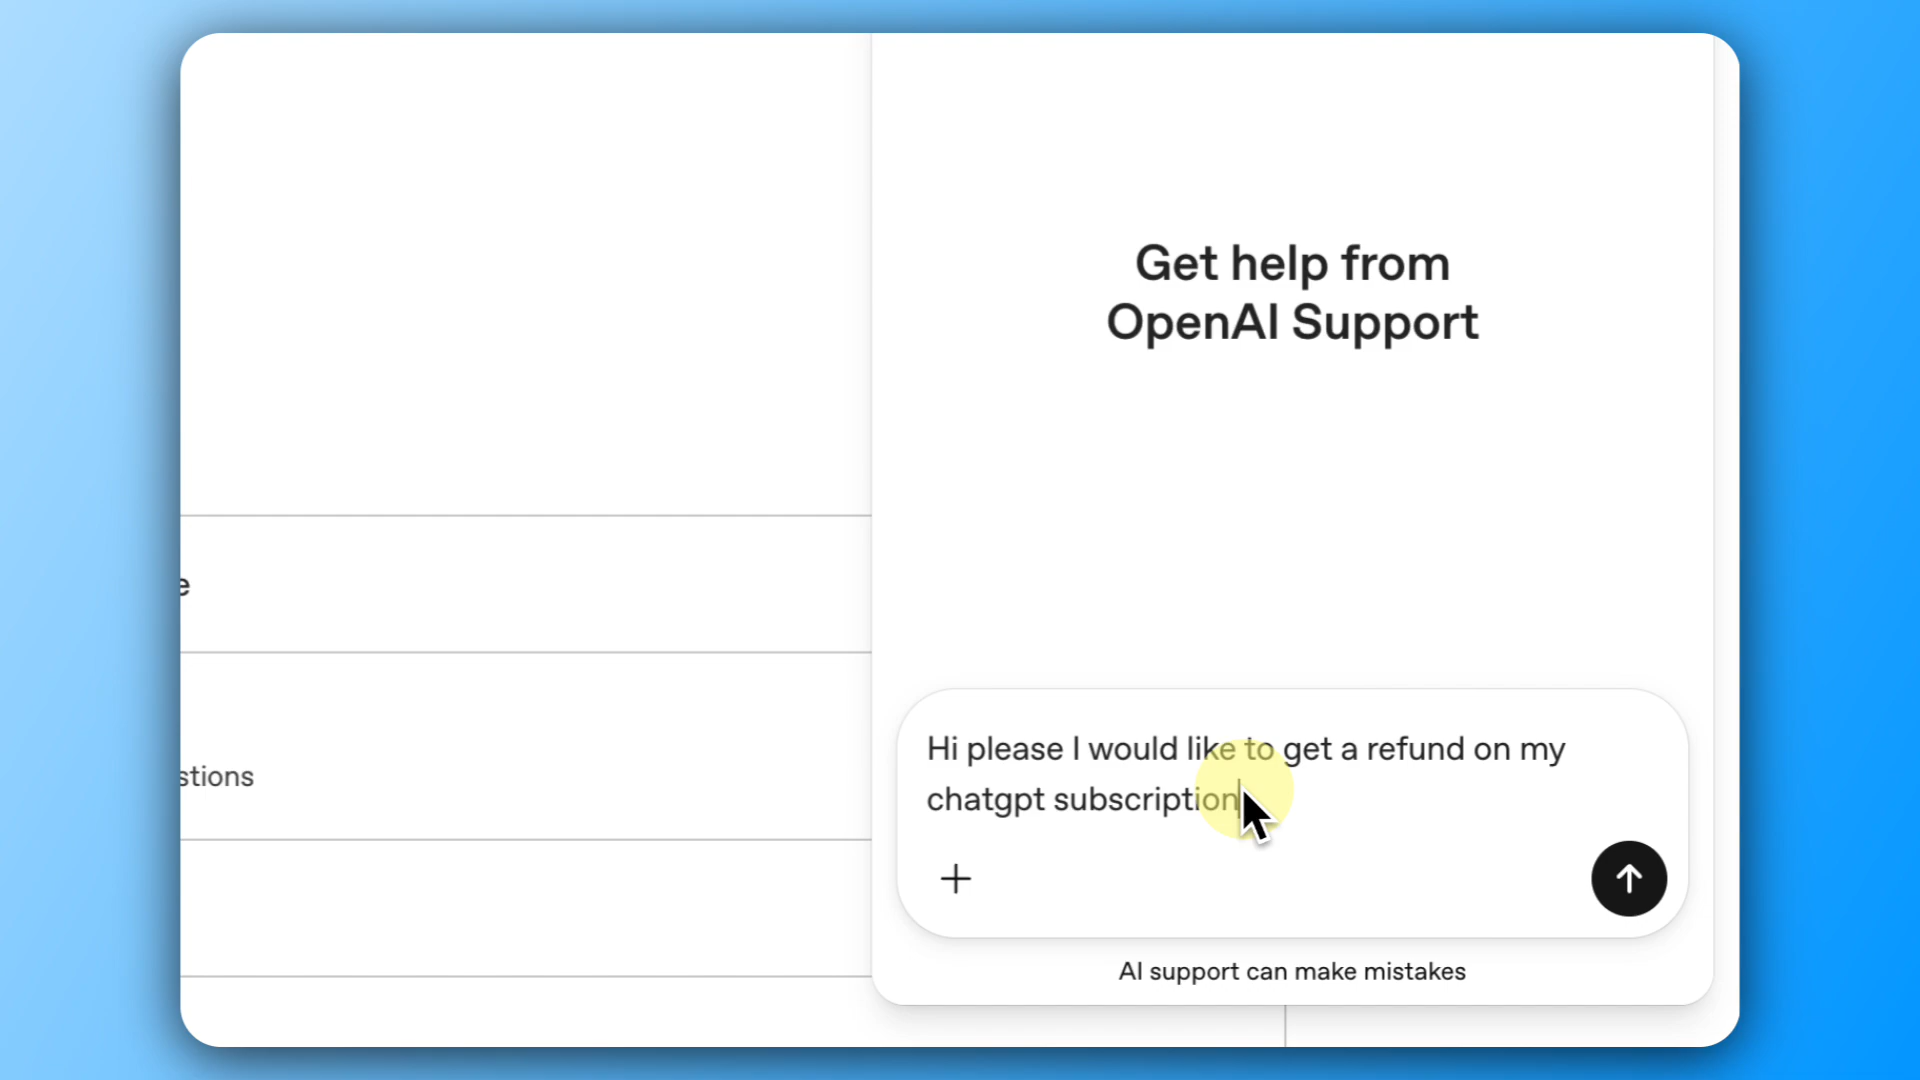 Get help from
OpenAI Support
e
stions
Hi please I would like to get a refund on my
chatgpt subscription
AI support can make mistakes